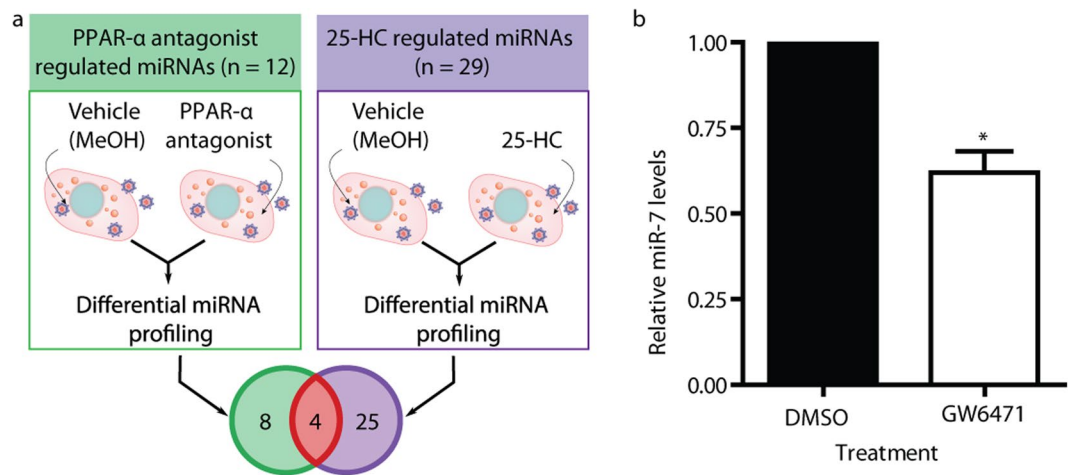 a
PPAR-α antagonist
regulated miRNAs (n = 12)
Vehicle
(MeOH)
PPAR-α
antagonist
Differential miRNA
profiling
25-HC regulated miRNAs
(n = 29)
Vehicle
(MeOH)
25-HC
Differential miRNA
profiling
8
4
25
b
Relative miR-7 levels
1.00
0.75
0.50
0.25
0.00
*
DMSO
GW6471
Treatment